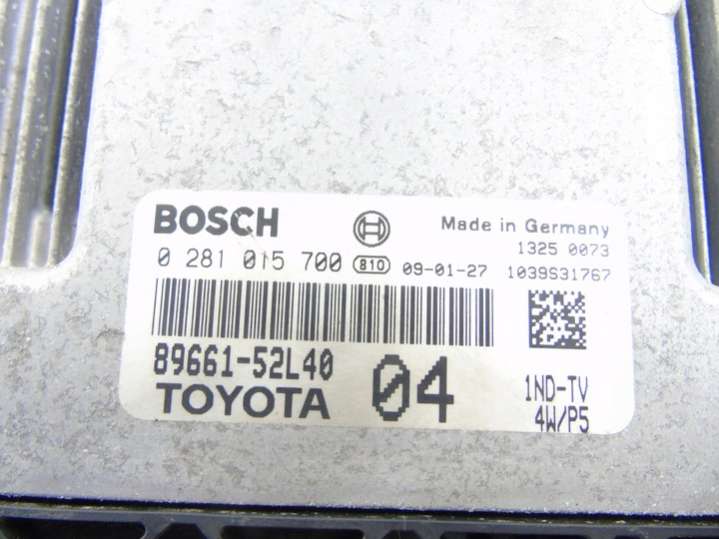 BOSCH Made in Germany
1325 0073
0 281 015 700 810 09-01-27 1039S31767
89661-52L40 04 1ND-TV
TOYOTA 4W/P5